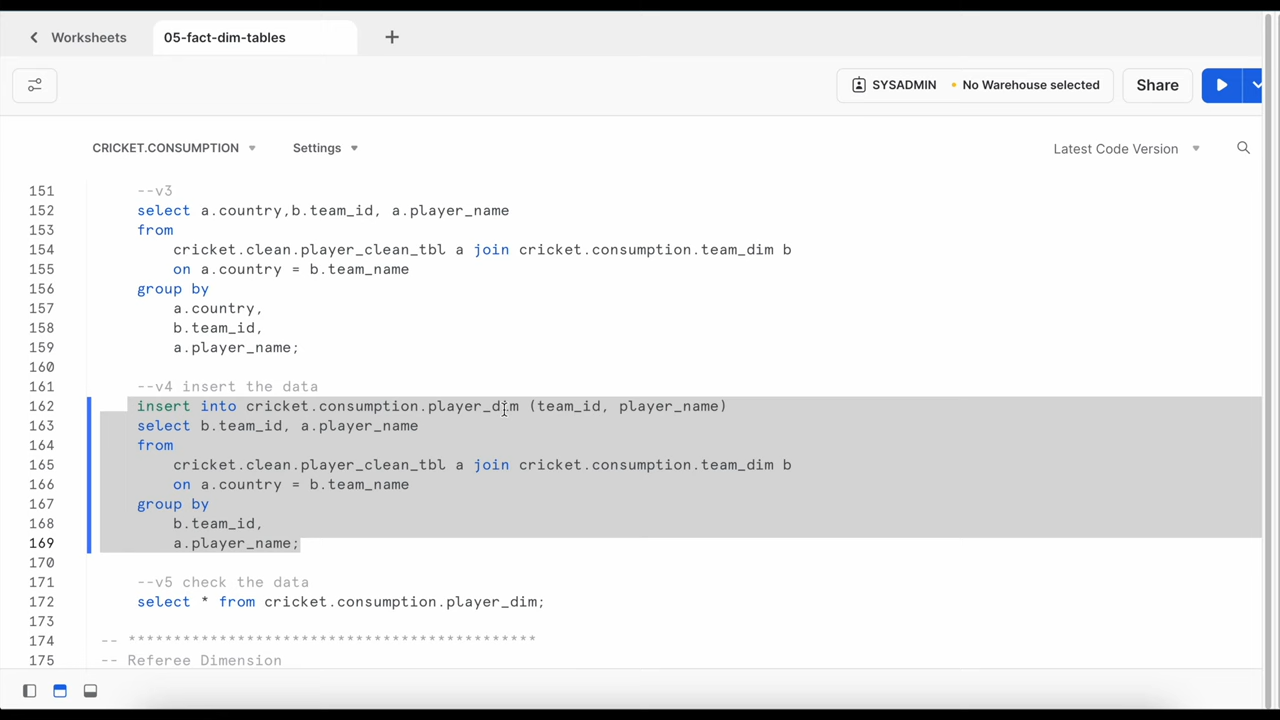 Worksheets
05-fact-dim-tables
SYSADMIN
No Warehouse selected
Share
CRICKET.CONSUMPTION
Settings
Latest Code Version
151 --v3
152 select a.country,b.team_id, a.player_name
153 from
154 cricket.clean.player_clean_tbl a join cricket.consumption.team_dim b
155 on a.country = b.team_name
156 group by
157 a.country,
158 b.team_id,
159 a.player_name;
160
161 --v4 insert the data
162 insert into cricket.consumption.player_dim (team_id, player_name)
163 select b.team_id, a.player_name
164 from
165 cricket.clean.player_clean_tbl a join cricket.consumption.team_dim b
166 on a.country = b.team_name
167 group by
168 b.team_id,
169 a.player_name;
170
171 --v5 check the data
172 select * from cricket.consumption.player_dim;
173
174 -- *********************************************
175 -- Referee Dimension